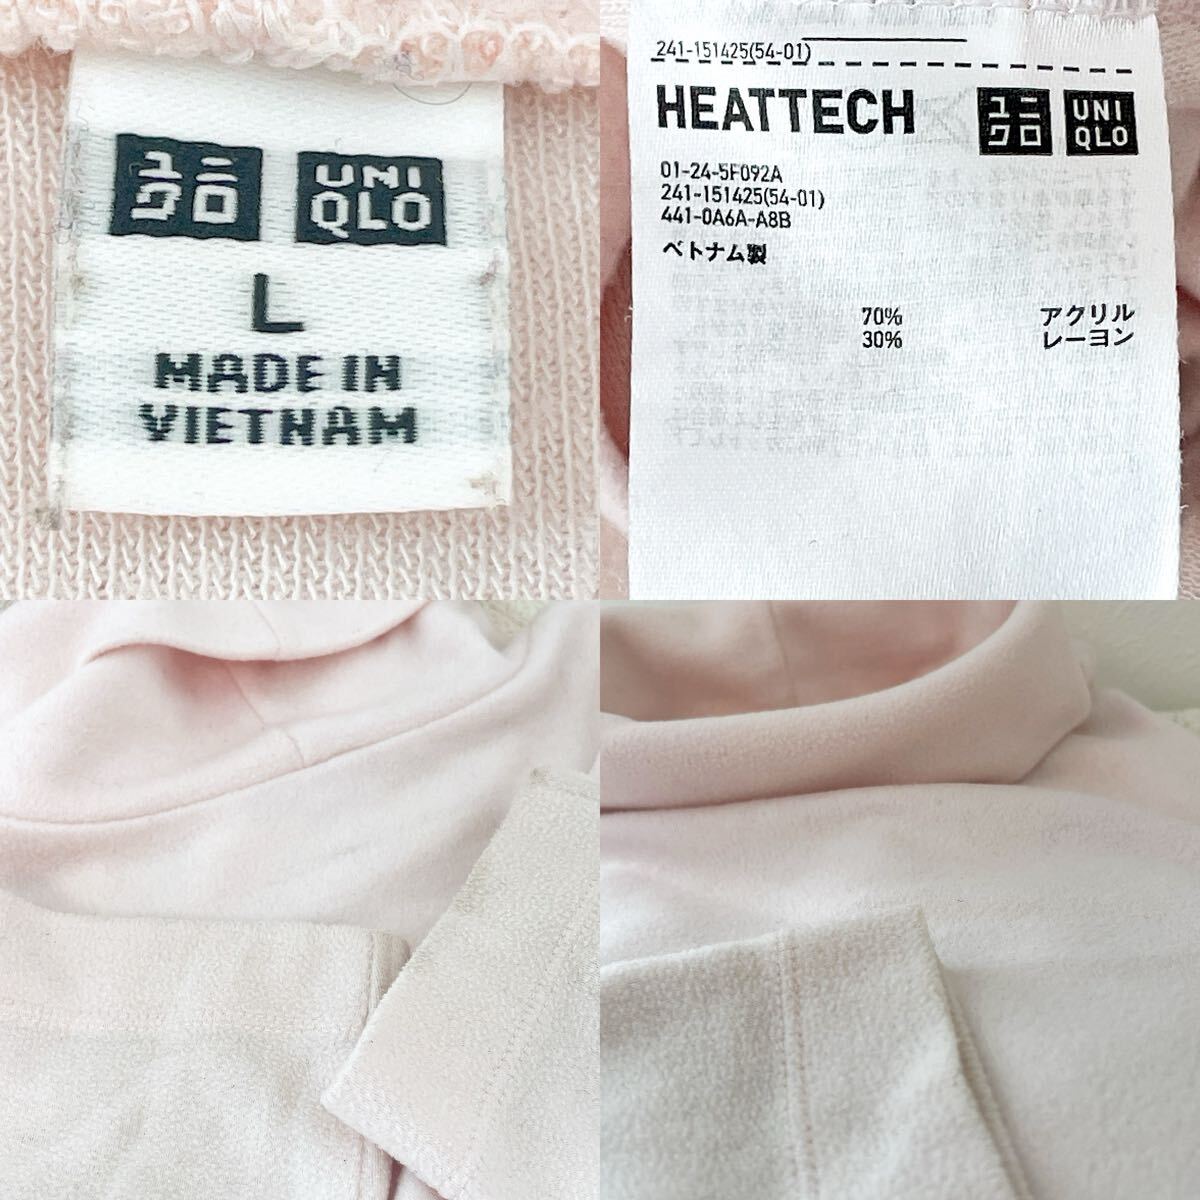 ユニ UNI
クロ QLO
L
MADE IN
VIETNAM
241-151425(54-01)
HEATTECH ユニ UNI
クロ QLO
01-24-5F092A
241-151425(54-01)
441-0A6A-A8B
ベトナム製
70% アクリル
30% レーヨン